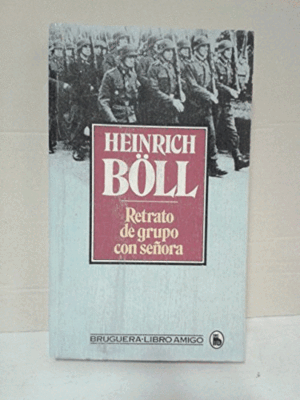 HEINRICH
BÖLL
Retrato
de grupo
con señora
BRUGUERA-LIBRO AMIGO